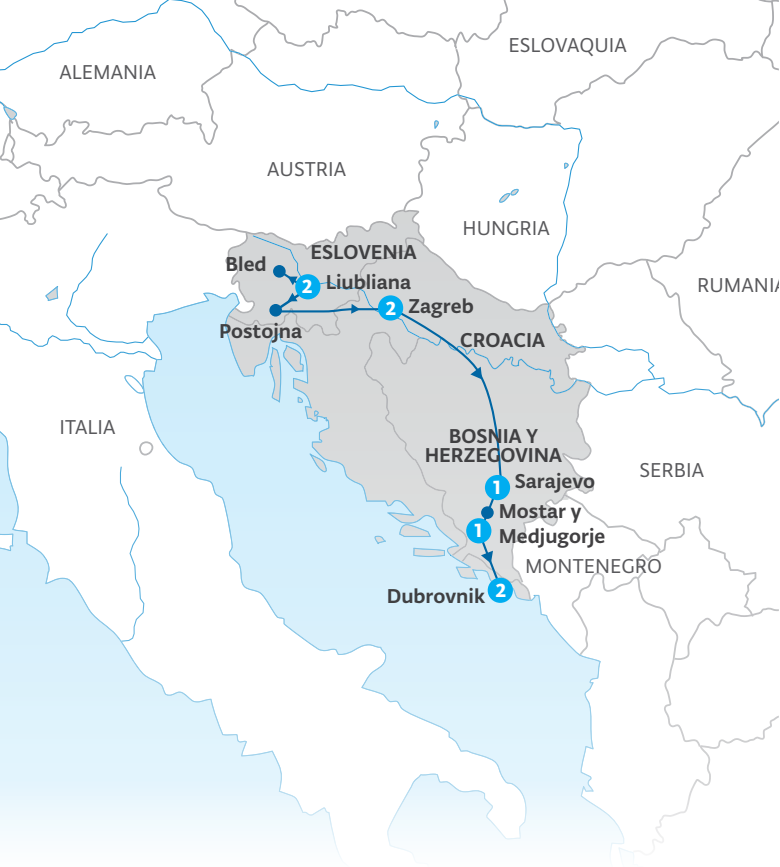 ESLOVAQUIA
ALEMANIA
AUSTRIA
HUNGRIA
ESLOVENIA
Bled
2 Liubliana
RUMANIA
2 Zagreb
Postojna
CROACIA
ITALIA
BOSNIA Y
HERZEGOVINA
SERBIA
1 Sarajevo
Mostar y
1 Medjugorje
MONTENEGRO
Dubrovnik 2